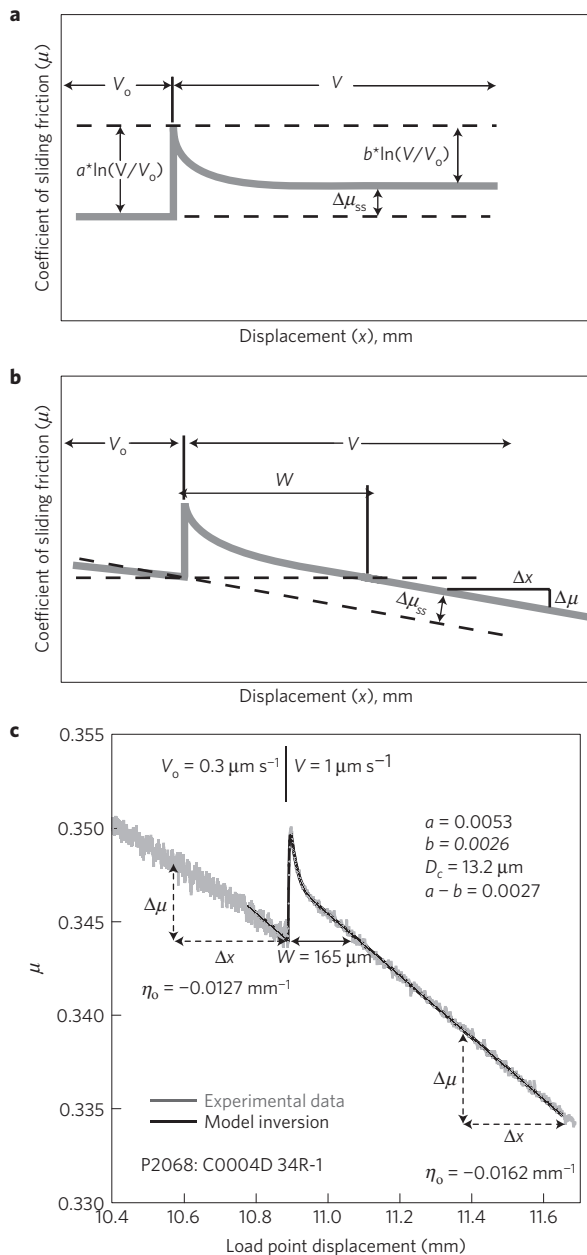 a
V₀ V
a*ln(V/V₀) b*ln(V/V₀)
Δμss
Coefficient of sliding friction (μ)
Displacement (x), mm
b
V₀ V
W
Δx
Δμss Δμ
Coefficient of sliding friction (μ)
Displacement (x), mm
c
0.355
0.350
0.345
0.340
0.335
0.330
μ
V₀ = 0.3 μm s⁻¹ V = 1 μm s⁻¹
a = 0.0053
b = 0.0026
Dc = 13.2 μm
a − b = 0.0027
Δμ
Δx W = 165 μm
η₀ = −0.0127 mm⁻¹
Δμ
Δx
Experimental data
Model inversion
P2068: C0004D 34R-1
η₀ = −0.0162 mm⁻¹
10.4 10.6 10.8 11.0 11.2 11.4 11.6
Load point displacement (mm)